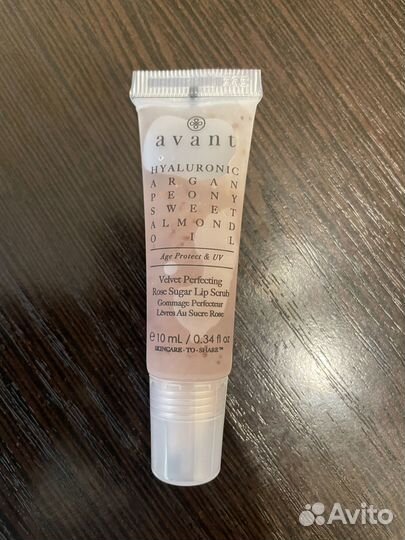 avant
HYALURONIC
ARGAN
PEONY
SWEET
ALMOND
OIL
Age Protect & UV
Velvet Perfecting
Rose Sugar Lip Scrub
Gommage Perfecteur
Lèvres Au Sucre Rose
℮10 mL / 0.34 fl oz
SKINCARE-TO-SHARE™
Avito